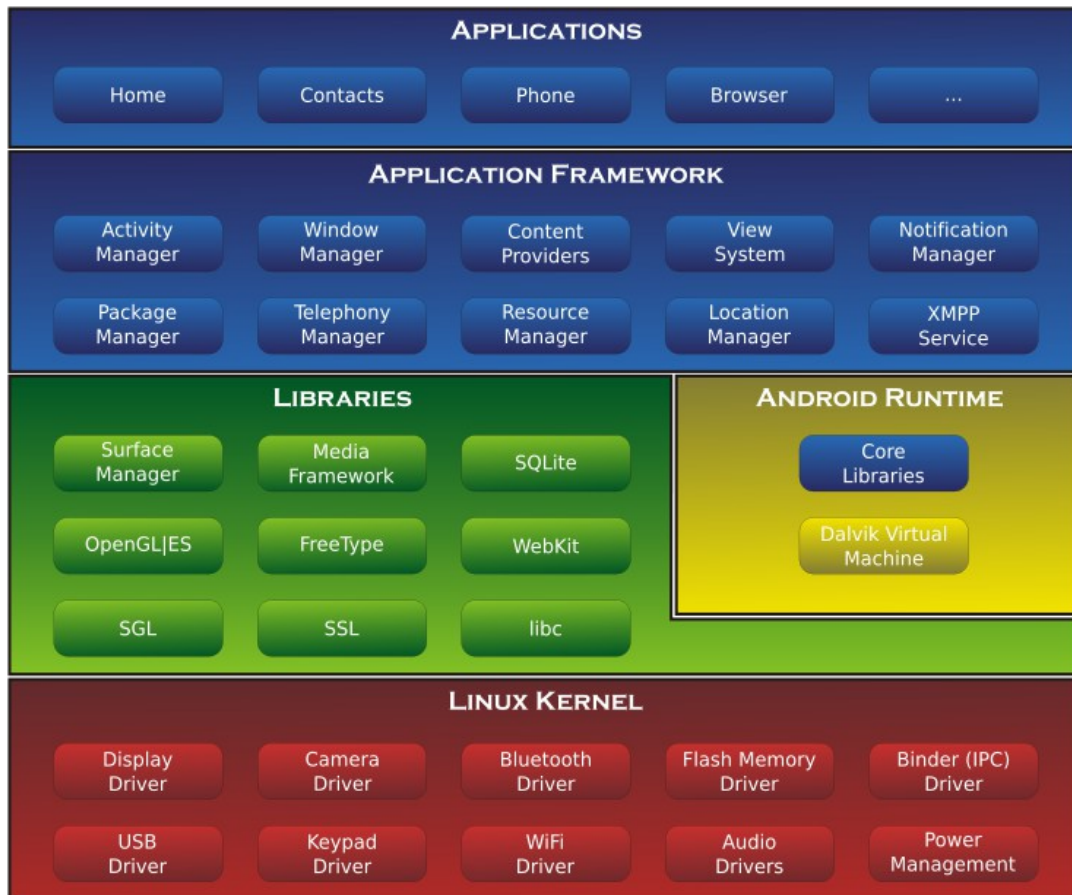 APPLICATIONS
Home
Contacts
Phone
Browser
...
APPLICATION FRAMEWORK
Activity
Manager
Window
Manager
Content
Providers
View
System
Notification
Manager
Package
Manager
Telephony
Manager
Resource
Manager
Location
Manager
XMPP
Service
LIBRARIES
Surface
Manager
Media
Framework
SQLite
OpenGL|ES
FreeType
WebKit
SGL
SSL
libc
ANDROID RUNTIME
Core
Libraries
Dalvik Virtual
Machine
LINUX KERNEL
Display
Driver
Camera
Driver
Bluetooth
Driver
Flash Memory
Driver
Binder (IPC)
Driver
USB
Driver
Keypad
Driver
WiFi
Driver
Audio
Drivers
Power
Management